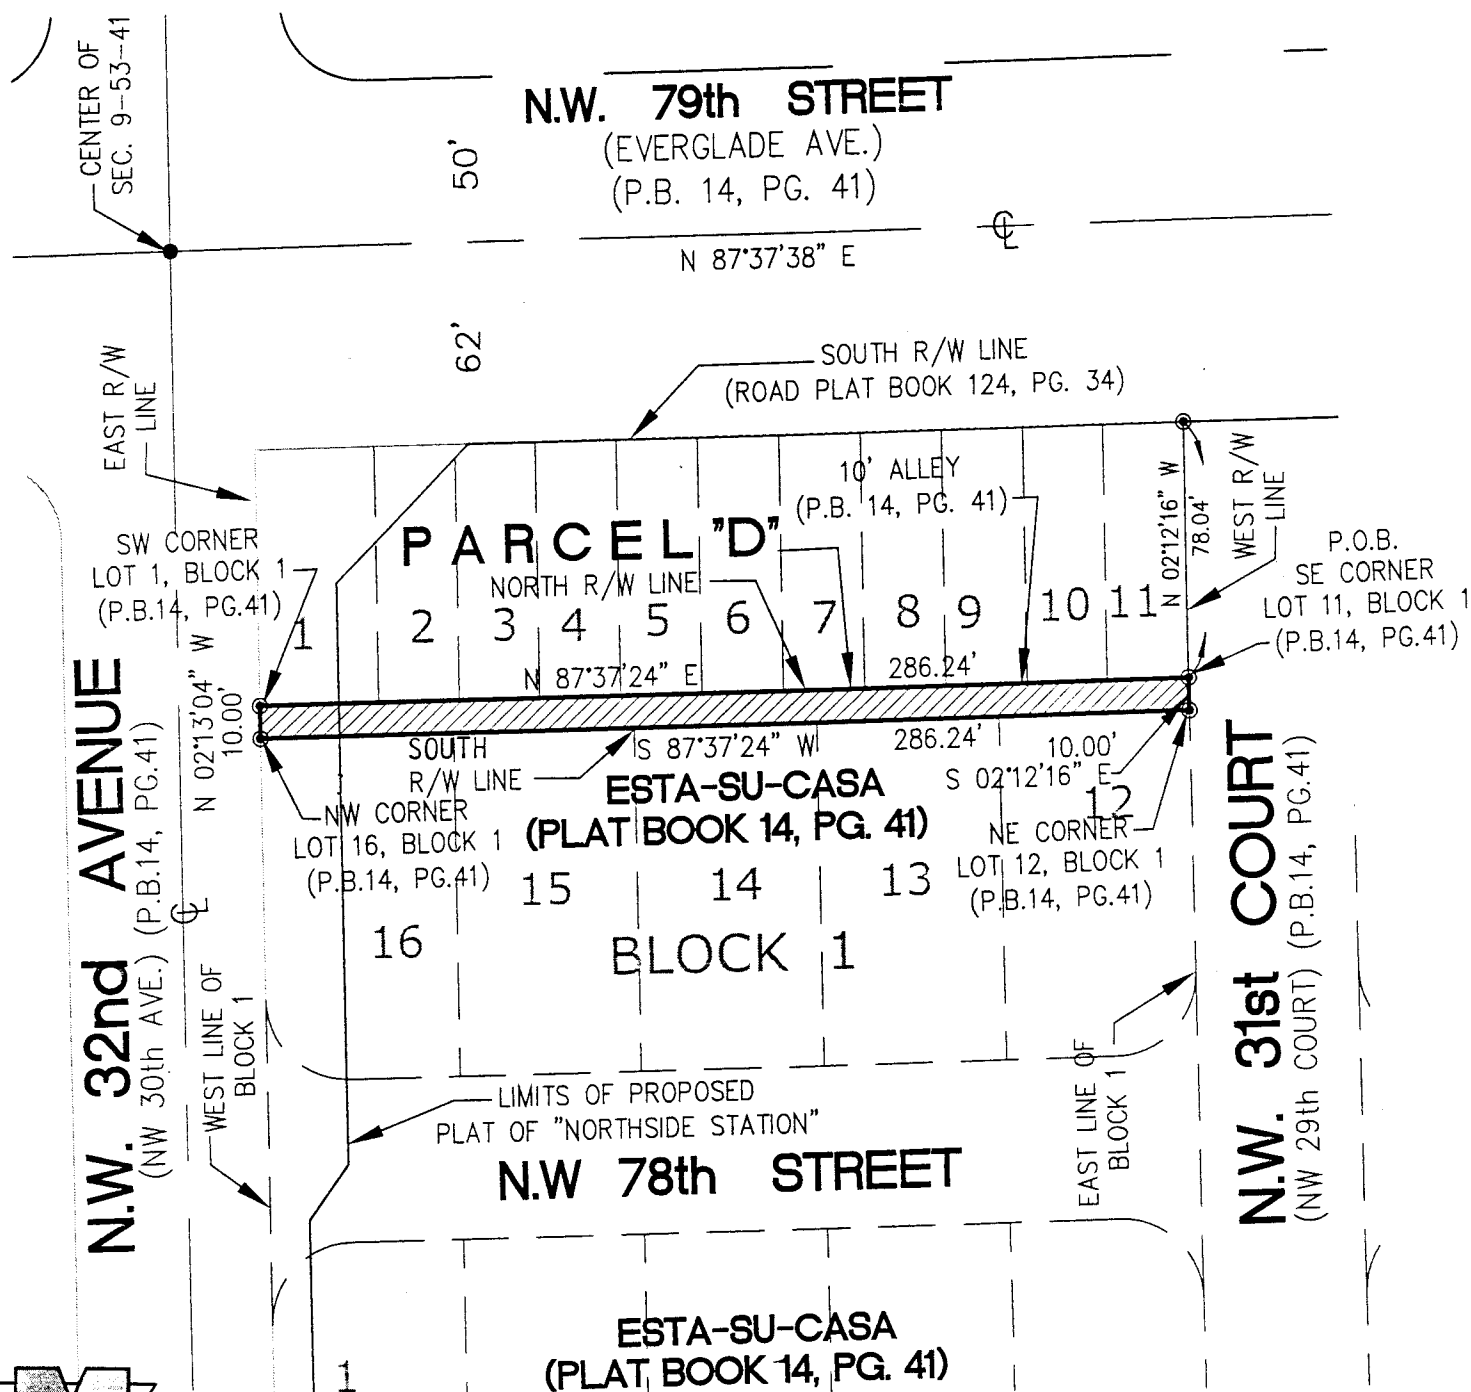 CENTER OF
SEC. 9-53-41
N.W. 79th STREET
(EVERGLADE AVE.)
(P.B. 14, PG. 41)
50'
℄
N 87°37'38" E
62'
SOUTH R/W LINE
(ROAD PLAT BOOK 124, PG. 34)
EAST R/W
LINE
10' ALLEY
(P.B. 14, PG. 41)
PARCEL "D"
NORTH R/W LINE
N 02°12'16" W
78.04'
WEST R/W
LINE
SW CORNER
LOT 1, BLOCK 1
(P.B.14, PG.41)
P.O.B.
SE CORNER
LOT 11, BLOCK 1
(P.B.14, PG.41)
1 2 3 4 5 6 7 8 9 10 11
N 87°37'24" E 286.24'
N 02°13'04" W
10.00'
SOUTH
R/W LINE
S 87°37'24" W 286.24'
10.00'
S 02°12'16" E
ESTA-SU-CASA
(PLAT BOOK 14, PG. 41)
12
NW CORNER
LOT 16, BLOCK 1
(P.B.14, PG.41)
NE CORNER
LOT 12, BLOCK 1
(P.B.14, PG.41)
16 15 14 13
BLOCK 1
N.W. 32nd AVENUE
(NW 30th AVE.) (P.B.14, PG.41)
℄
WEST LINE OF
BLOCK 1
N.W. 31st COURT
(NW 29th COURT) (P.B.14, PG.41)
EAST LINE OF
BLOCK 1
LIMITS OF PROPOSED
PLAT OF "NORTHSIDE STATION"
N.W 78th STREET
ESTA-SU-CASA
(PLAT BOOK 14, PG. 41)
1